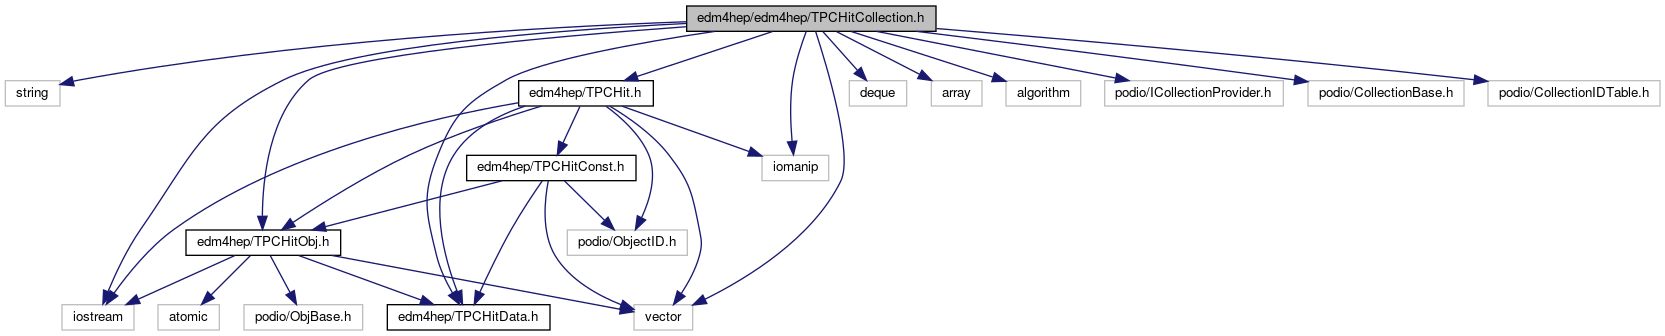 edm4hep/edm4hep/TPCHitCollection.h
string
edm4hep/TPCHit.h
deque
array
algorithm
podio/ICollectionProvider.h
podio/CollectionBase.h
podio/CollectionIDTable.h
edm4hep/TPCHitConst.h
iomanip
edm4hep/TPCHitObj.h
podio/ObjectID.h
iostream
atomic
podio/ObjBase.h
edm4hep/TPCHitData.h
vector